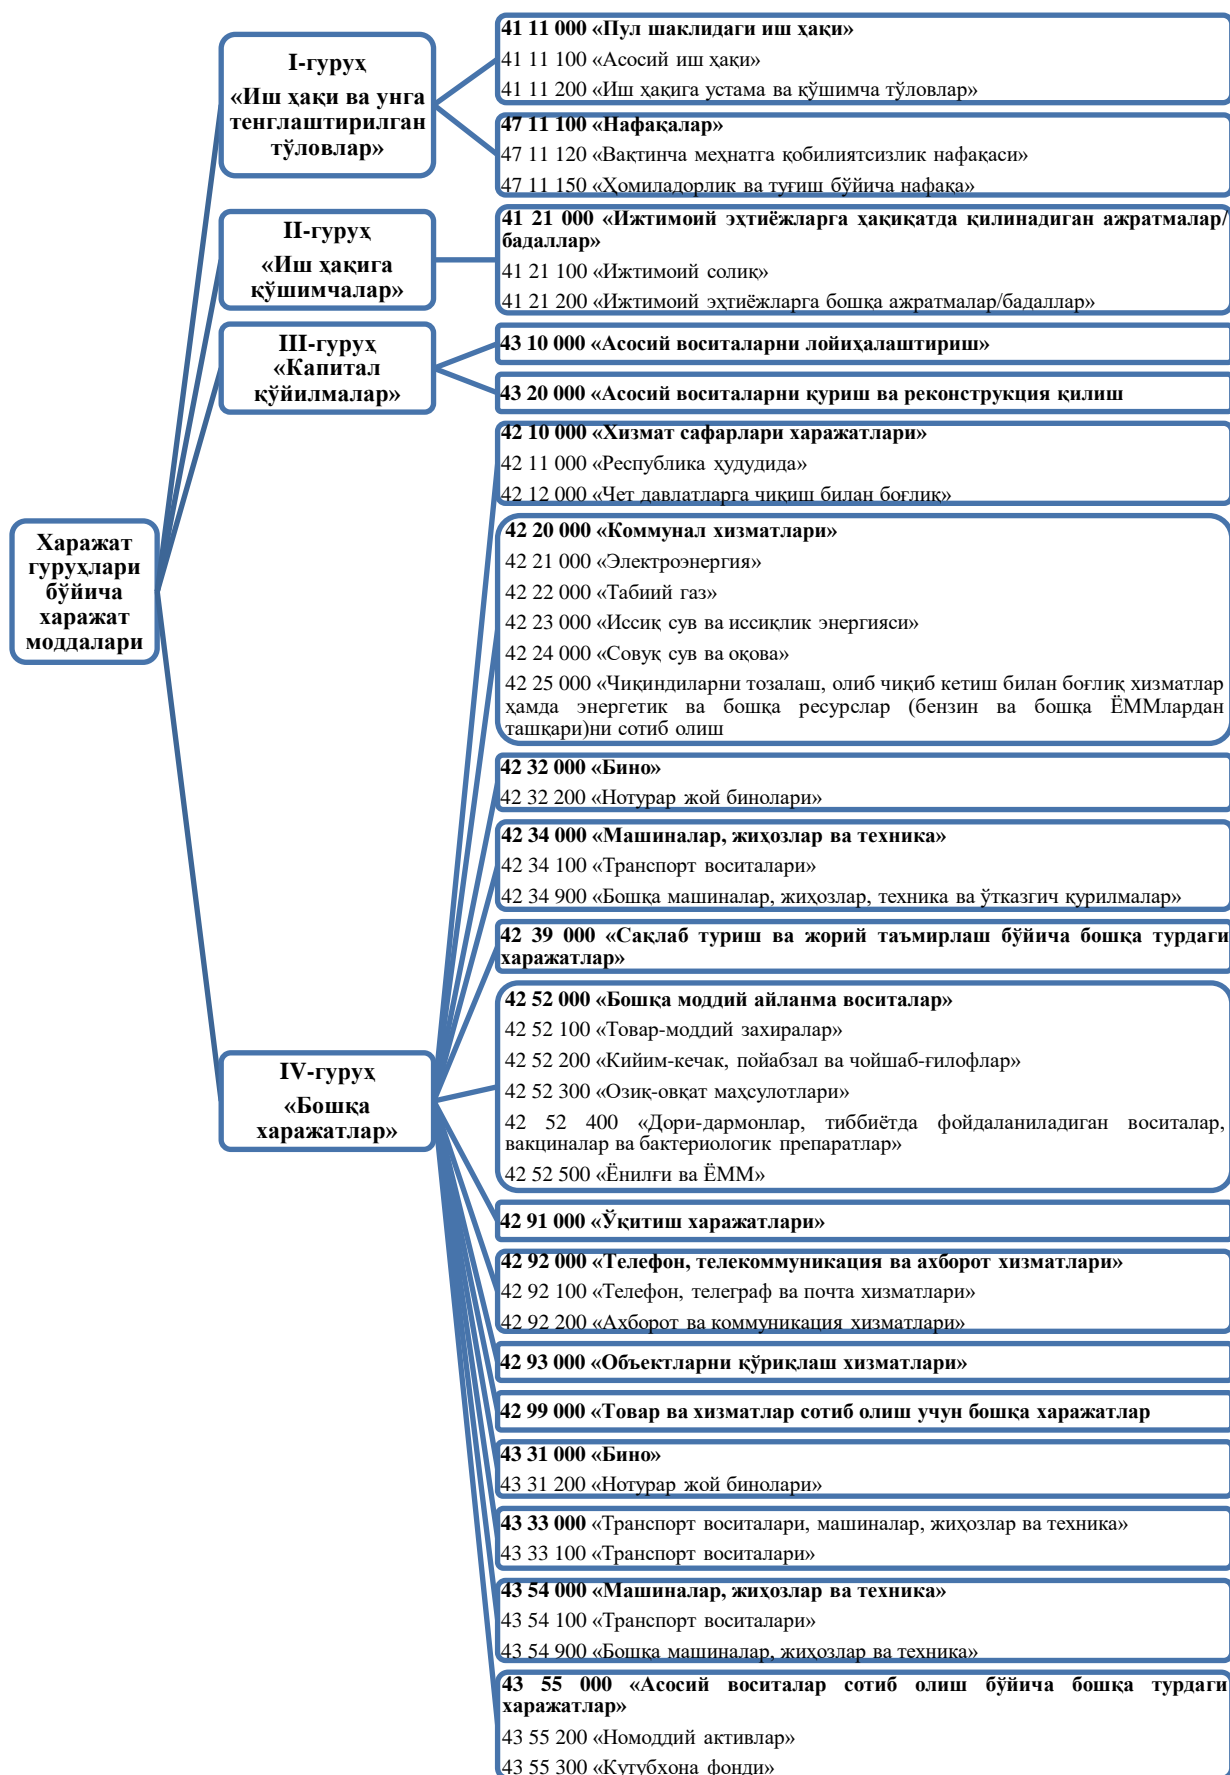 Харажат
гуруҳлари
бўйича
харажат
моддалари
I-гуруҳ
«Иш ҳақи ва унга
тенглаштирилган
тўловлар»
41 11 000 «Пул шаклидаги иш ҳақи»
41 11 100 «Асосий иш ҳақи»
41 11 200 «Иш ҳақига устама ва қўшимча тўловлар»
47 11 100 «Нафақалар»
47 11 120 «Вақтинча меҳнатга қобилиятсизлик нафақаси»
47 11 150 «Ҳомиладорлик ва туғиш бўйича нафақа»
II-гуруҳ
«Иш ҳақига
қўшимчалар»
41 21 000 «Ижтимоий эҳтиёжларга ҳақиқатда қилинадиган ажратмалар/
бадаллар»
41 21 100 «Ижтимоий солиқ»
41 21 200 «Ижтимоий эҳтиёжларга бошқа ажратмалар/бадаллар»
III-гуруҳ
«Капитал
қўйилмалар»
43 10 000 «Асосий воситаларни лойиҳалаштириш»
43 20 000 «Асосий воситаларни қуриш ва реконструкция қилиш
IV-гуруҳ
«Бошқа
харажатлар»
42 10 000 «Хизмат сафарлари харажатлари»
42 11 000 «Республика ҳудудида»
42 12 000 «Чет давлатларга чиқиш билан боғлиқ»
42 20 000 «Коммунал хизматлари»
42 21 000 «Электроэнергия»
42 22 000 «Табиий газ»
42 23 000 «Иссиқ сув ва иссиқлик энергияси»
42 24 000 «Совуқ сув ва оқова»
42 25 000 «Чиқиндиларни тозалаш, олиб чиқиб кетиш билан боғлиқ хизматлар
ҳамда энергетик ва бошқа ресурслар (бензин ва бошқа ЁММлардан
ташқари)ни сотиб олиш
42 32 000 «Бино»
42 32 200 «Нотурар жой бинолари»
42 34 000 «Машиналар, жиҳозлар ва техника»
42 34 100 «Транспорт воситалари»
42 34 900 «Бошқа машиналар, жиҳозлар, техника ва ўтказгич қурилмалар»
42 39 000 «Сақлаб туриш ва жорий таъмирлаш бўйича бошқа турдаги
харажатлар»
42 52 000 «Бошқа моддий айланма воситалар»
42 52 100 «Товар-моддий захиралар»
42 52 200 «Кийим-кечак, пойабзал ва чойшаб-ғилофлар»
42 52 300 «Озиқ-овқат маҳсулотлари»
42 52 400 «Дори-дармонлар, тиббиётда фойдаланиладиган воситалар,
вакциналар ва бактериологик препаратлар»
42 52 500 «Ёнилғи ва ЁММ»
42 91 000 «Ўқитиш харажатлари»
42 92 000 «Телефон, телекоммуникация ва ахборот хизматлари»
42 92 100 «Телефон, телеграф ва почта хизматлари»
42 92 200 «Ахборот ва коммуникация хизматлари»
42 93 000 «Объектларни қўриқлаш хизматлари»
42 99 000 «Товар ва хизматлар сотиб олиш учун бошқа харажатлар
43 31 000 «Бино»
43 31 200 «Нотурар жой бинолари»
43 33 000 «Транспорт воситалари, машиналар, жиҳозлар ва техника»
43 33 100 «Транспорт воситалари»
43 54 000 «Машиналар, жиҳозлар ва техника»
43 54 100 «Транспорт воситалари»
43 54 900 «Бошқа машиналар, жиҳозлар ва техника»
43 55 000 «Асосий воситалар сотиб олиш бўйича бошқа турдаги
харажатлар»
43 55 200 «Номоддий активлар»
43 55 300 «Кутубхона фонди»